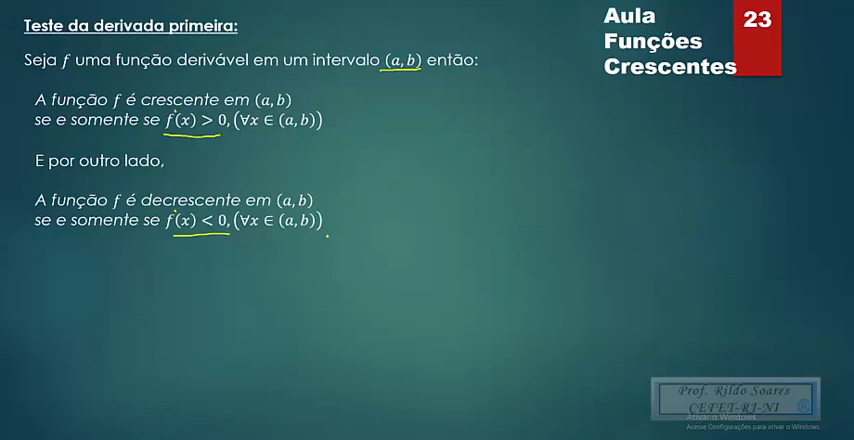 Teste da derivada primeira:
Aula
Funções
Crescentes
23
Seja f uma função derivável em um intervalo (a, b) então:
A função f é crescente em (a, b)
se e somente se f'(x) > 0, (∀x ∈ (a, b))
E por outro lado,
A função f é decrescente em (a, b)
se e somente se f'(x) < 0, (∀x ∈ (a, b))
Prof. Rildo Soares
CEFET-RJ-NI
Ativar o Windows
Acesse Configurações para ativar o Windows.